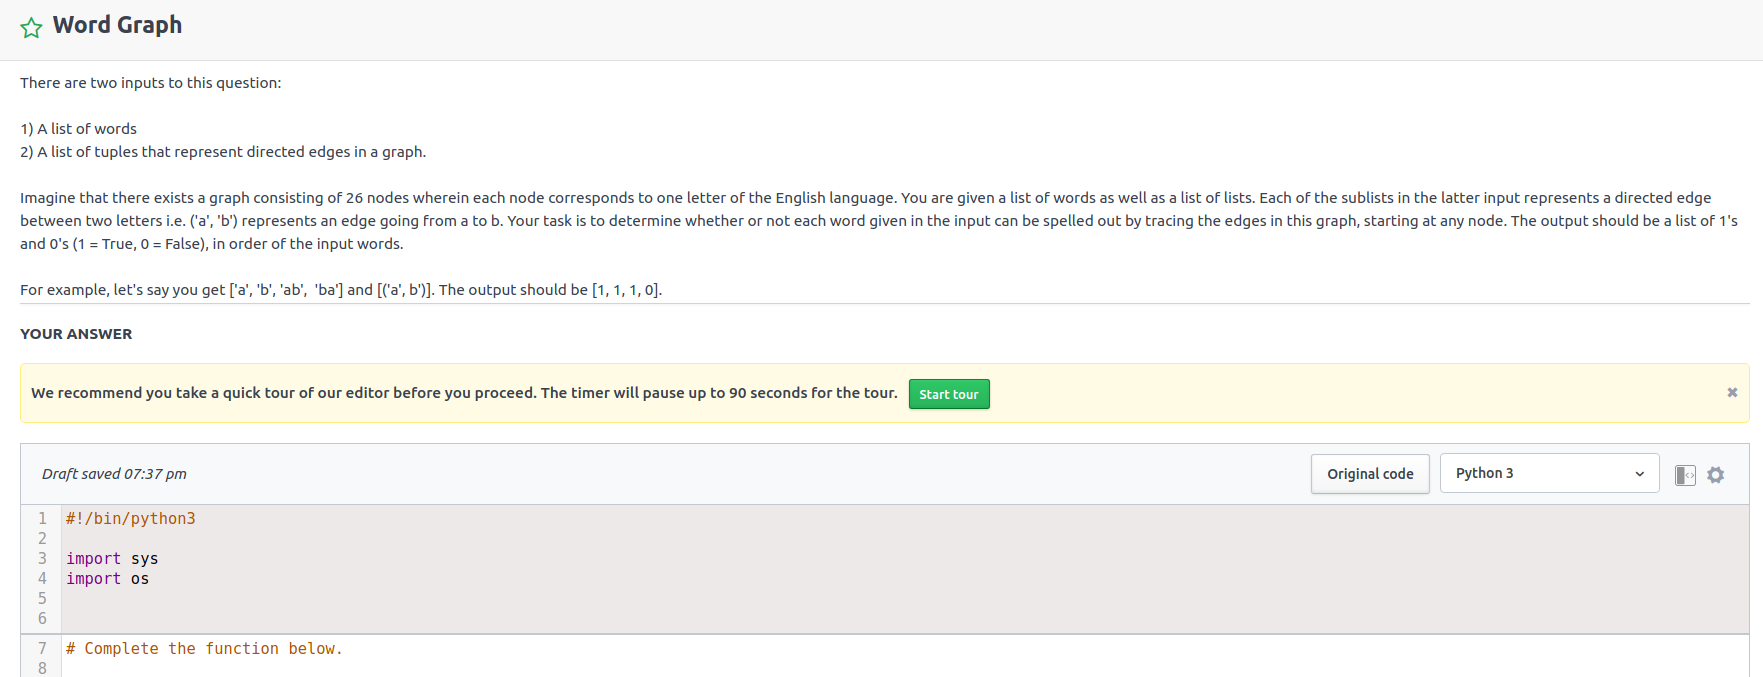 Word Graph
There are two inputs to this question:
1) A list of words
2) A list of tuples that represent directed edges in a graph.
Imagine that there exists a graph consisting of 26 nodes wherein each node corresponds to one letter of the English language. You are given a list of words as well as a list of lists. Each of the sublists in the latter input represents a directed edge
between two letters i.e. ('a', 'b') represents an edge going from a to b. Your task is to determine whether or not each word given in the input can be spelled out by tracing the edges in this graph, starting at any node. The output should be a list of 1's
and 0's (1 = True, 0 = False), in order of the input words.
For example, let's say you get ['a', 'b', 'ab',  'ba'] and [('a', b')]. The output should be [1, 1, 1, 0].
YOUR ANSWER
We recommend you take a quick tour of our editor before you proceed. The timer will pause up to 90 seconds for the tour. Start tour
Draft saved 07:37 pm Original code Python 3
1 #!/bin/python3
2
3 import sys
4 import os
5
6
7 # Complete the function below.
8